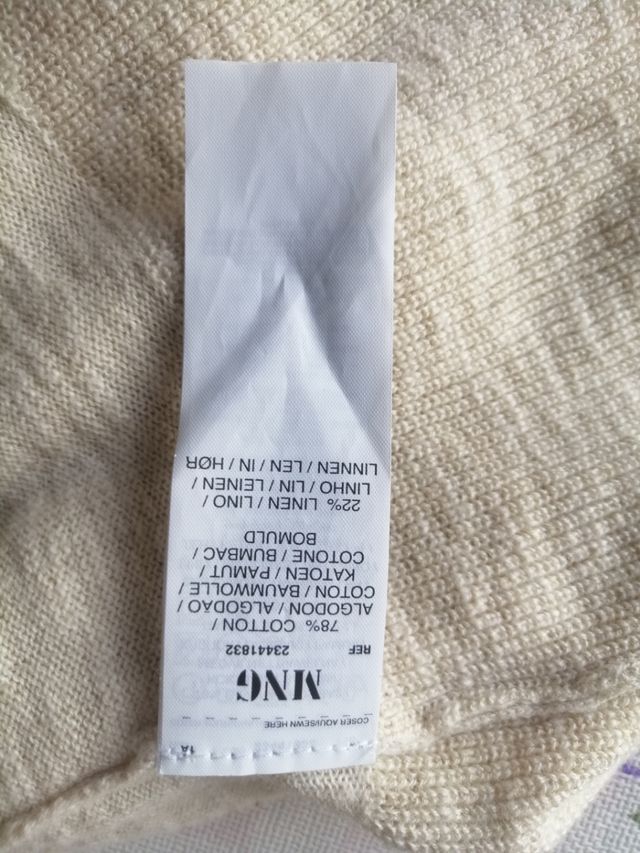 1A
COSER AQUI/SEWN HERE
MNG
REF 23441832
78% COTTON /
ALGODON / ALGODAO /
COTON / BAUMWOLLE /
KATOEN / PAMUT /
COTONE / BUMBAC /
BOMULD
22% LINEN / LINO /
LINHO / LIN / LEINEN /
LINNEN / LEN / IN / HØR